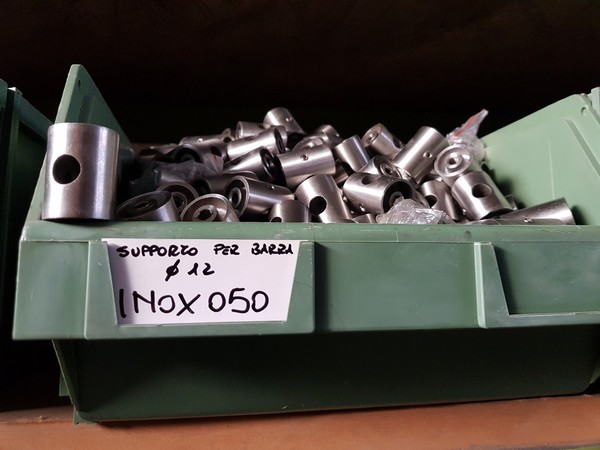 SUPPORTO PER BARRA
ø 12
INOX 050